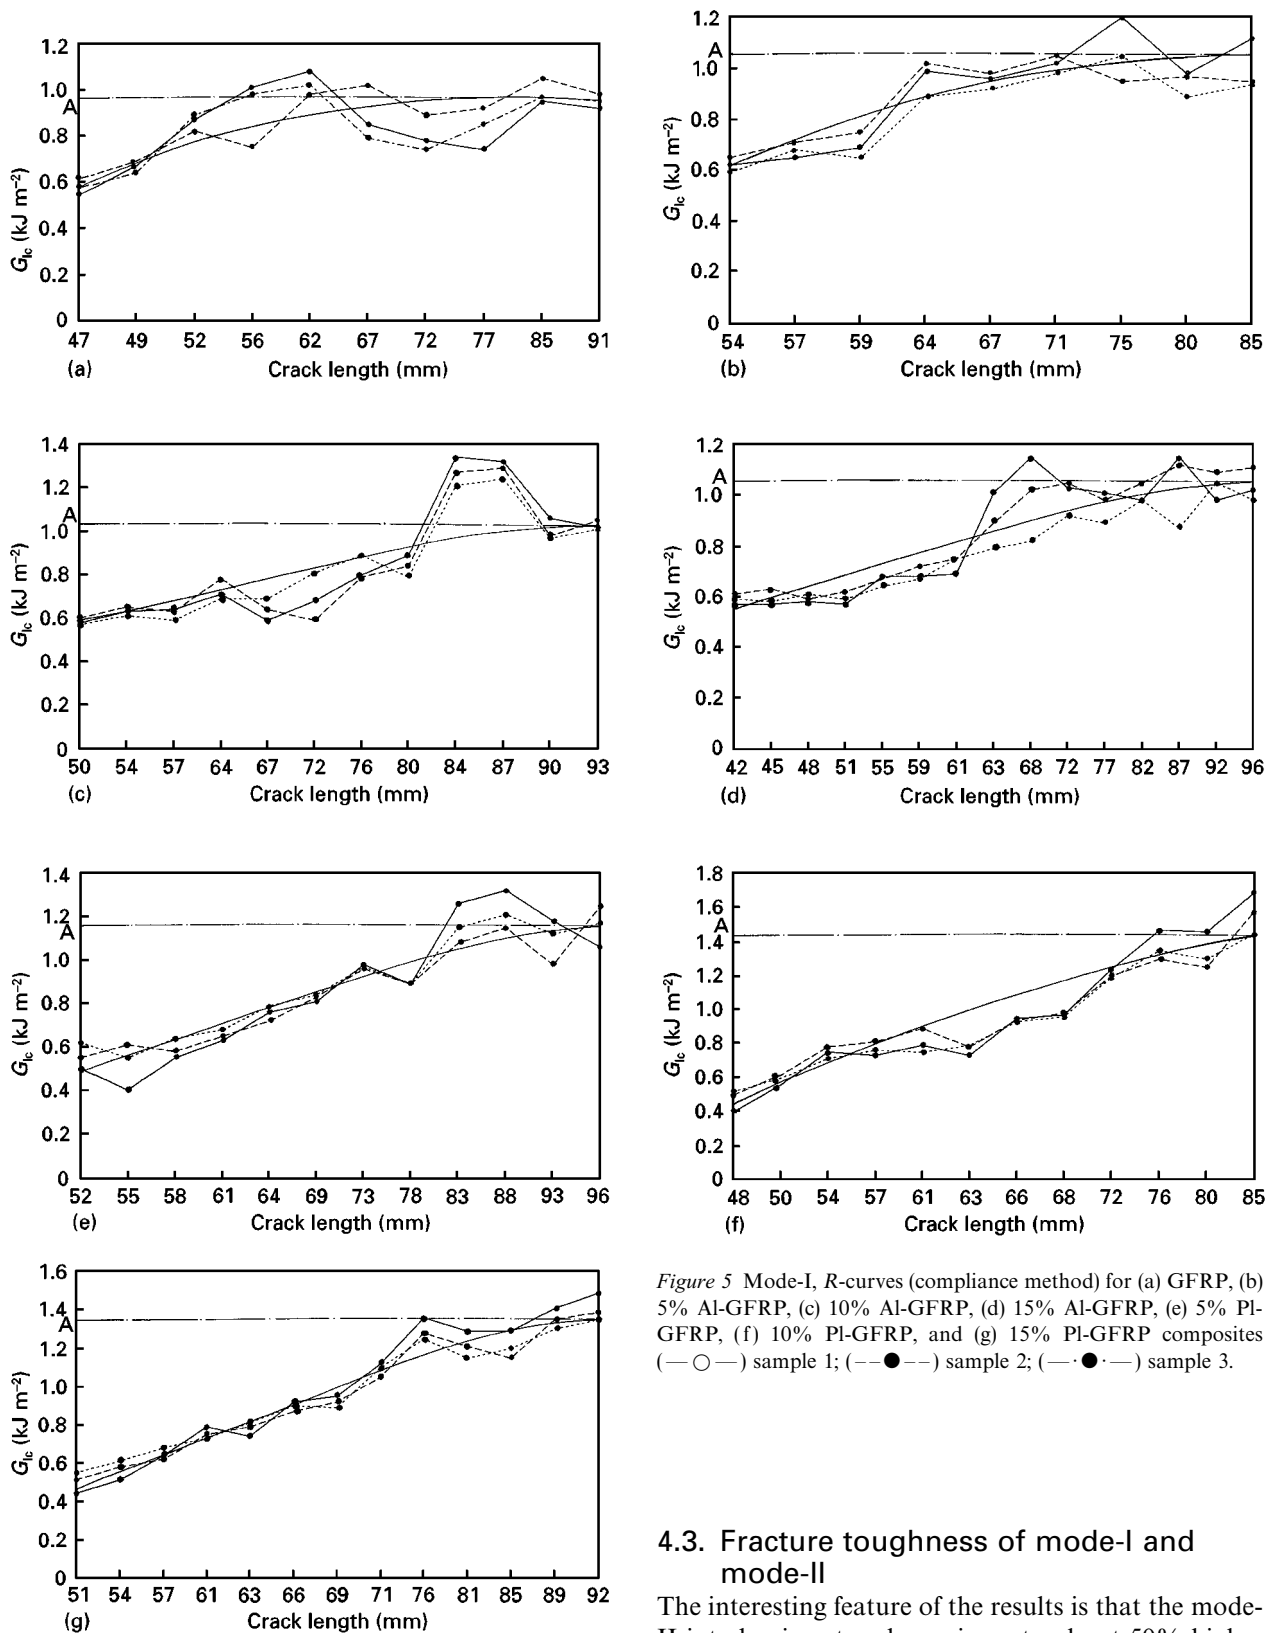 1.2
1.0
A
0.8
0.6
0.4
0.2
0
G_Ic (kJ m⁻²)
47 49 52 56 62 67 72 77 85 91
(a) Crack length (mm)
1.2
A
1.0
0.8
0.6
0.4
0.2
0
G_Ic (kJ m⁻²)
54 57 59 64 67 71 75 80 85
(b) Crack length (mm)
1.4
1.2
A
1.0
0.8
0.6
0.4
0.2
0
G_Ic (kJ m⁻²)
50 54 57 64 67 72 76 80 84 87 90 93
(c) Crack length (mm)
1.2
A
1.0
0.8
0.6
0.4
0.2
0
G_Ic (kJ m⁻²)
42 45 48 51 55 59 61 63 68 72 77 82 87 92 96
(d) Crack length (mm)
1.4
1.2
A
1.0
0.8
0.6
0.4
0.2
0
G_Ic (kJ m⁻²)
52 55 58 61 64 69 73 78 83 88 93 96
(e) Crack length (mm)
1.8
1.6
A
1.4
1.2
1.0
0.8
0.6
0.4
0.2
0
G_Ic (kJ m⁻²)
48 50 54 57 61 63 66 68 72 76 80 85
(f) Crack length (mm)
1.6
1.4
A
1.2
1.0
0.8
0.6
0.4
0.2
0
G_Ic (kJ m⁻²)
51 54 57 61 63 66 69 71 76 81 85 89 92
(g) Crack length (mm)
Figure 5 Mode-I, R-curves (compliance method) for (a) GFRP, (b)
5% Al-GFRP, (c) 10% Al-GFRP, (d) 15% Al-GFRP, (e) 5% Pl-
GFRP, (f) 10% Pl-GFRP, and (g) 15% Pl-GFRP composites
(—○—) sample 1; (––●––) sample 2; (—·●·—) sample 3.
4.3. Fracture toughness of mode-I and
mode-II
The interesting feature of the results is that the mode-